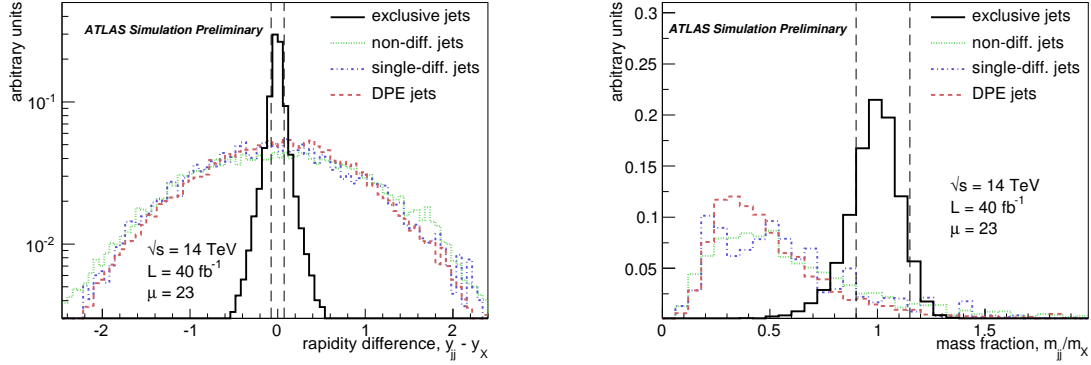 arbitrary units
10⁻¹
10⁻²
ATLAS Simulation Preliminary
exclusive jets
non-diff. jets
single-diff. jets
DPE jets
√s = 14 TeV
L = 40 fb⁻¹
μ = 23
-2 -1 0 1 2
rapidity difference, y_jj - y_X
arbitrary units
0.3
0.25
0.2
0.15
0.1
0.05
ATLAS Simulation Preliminary
exclusive jets
non-diff. jets
single-diff. jets
DPE jets
√s = 14 TeV
L = 40 fb⁻¹
μ = 23
0 0.5 1 1.5
mass fraction, m_jj/m_X